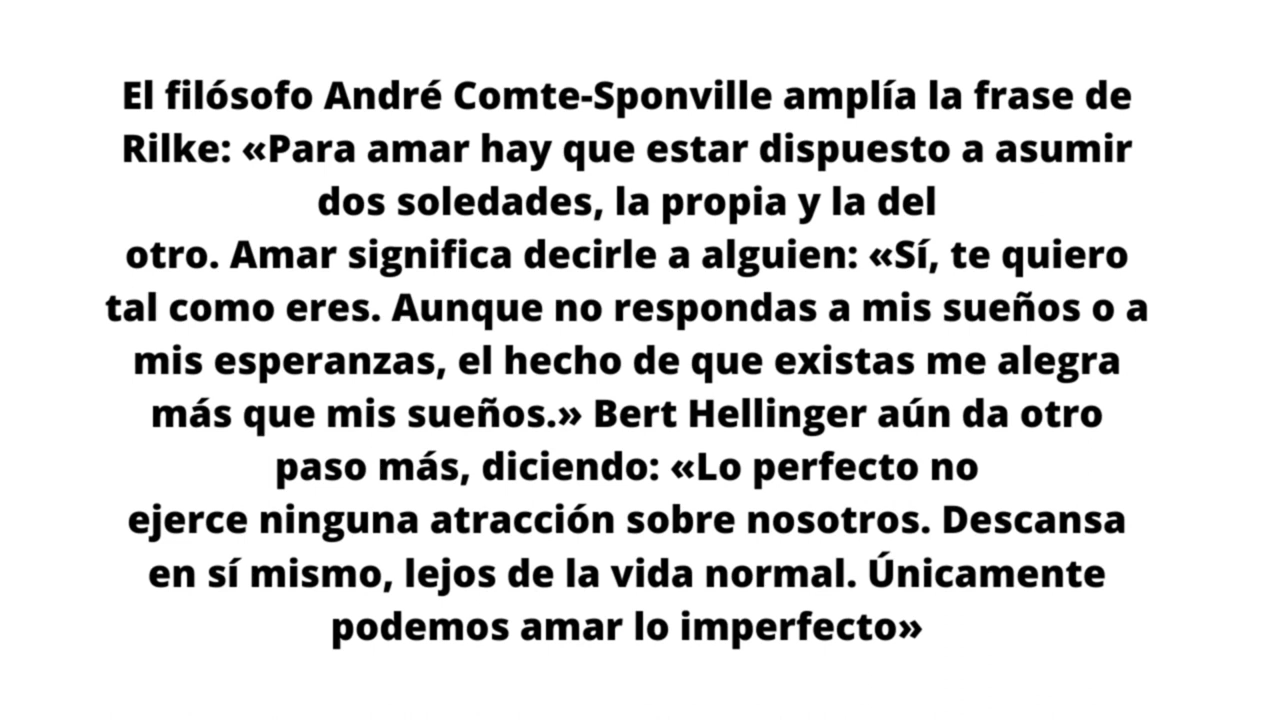 El filósofo André Comte-Sponville amplía la frase de
Rilke: «Para amar hay que estar dispuesto a asumir
dos soledades, la propia y la del
otro. Amar significa decirle a alguien: «Sí, te quiero
tal como eres. Aunque no respondas a mis sueños o a
mis esperanzas, el hecho de que existas me alegra
más que mis sueños.» Bert Hellinger aún da otro
paso más, diciendo: «Lo perfecto no
ejerce ninguna atracción sobre nosotros. Descansa
en sí mismo, lejos de la vida normal. Únicamente
podemos amar lo imperfecto»